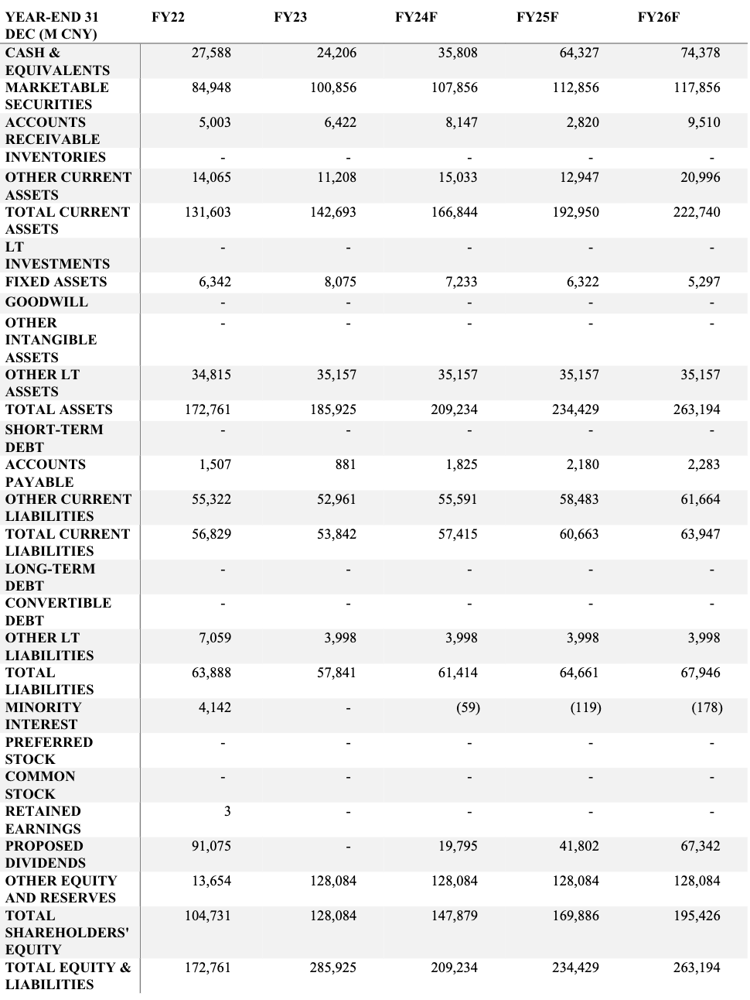 YEAR-END 31 FY22 FY23 FY24F FY25F FY26F
DEC (M CNY)
CASH & 27,588 24,206 35,808 64,327 74,378
EQUIVALENTS
MARKETABLE 84,948 100,856 107,856 112,856 117,856
SECURITIES
ACCOUNTS 5,003 6,422 8,147 2,820 9,510
RECEIVABLE
INVENTORIES - - - - -
OTHER CURRENT 14,065 11,208 15,033 12,947 20,996
ASSETS
TOTAL CURRENT 131,603 142,693 166,844 192,950 222,740
ASSETS
LT - - - - -
INVESTMENTS
FIXED ASSETS 6,342 8,075 7,233 6,322 5,297
GOODWILL - - - - -
OTHER - - - - -
INTANGIBLE
ASSETS
OTHER LT 34,815 35,157 35,157 35,157 35,157
ASSETS
TOTAL ASSETS 172,761 185,925 209,234 234,429 263,194
SHORT-TERM - - - - -
DEBT
ACCOUNTS 1,507 881 1,825 2,180 2,283
PAYABLE
OTHER CURRENT 55,322 52,961 55,591 58,483 61,664
LIABILITIES
TOTAL CURRENT 56,829 53,842 57,415 60,663 63,947
LIABILITIES
LONG-TERM - - - - -
DEBT
CONVERTIBLE - - - - -
DEBT
OTHER LT 7,059 3,998 3,998 3,998 3,998
LIABILITIES
TOTAL 63,888 57,841 61,414 64,661 67,946
LIABILITIES
MINORITY 4,142 - (59) (119) (178)
INTEREST
PREFERRED - - - - -
STOCK
COMMON - - - - -
STOCK
RETAINED 3 - - - -
EARNINGS
PROPOSED 91,075 - 19,795 41,802 67,342
DIVIDENDS
OTHER EQUITY 13,654 128,084 128,084 128,084 128,084
AND RESERVES
TOTAL 104,731 128,084 147,879 169,886 195,426
SHAREHOLDERS'
EQUITY
TOTAL EQUITY & 172,761 285,925 209,234 234,429 263,194
LIABILITIES